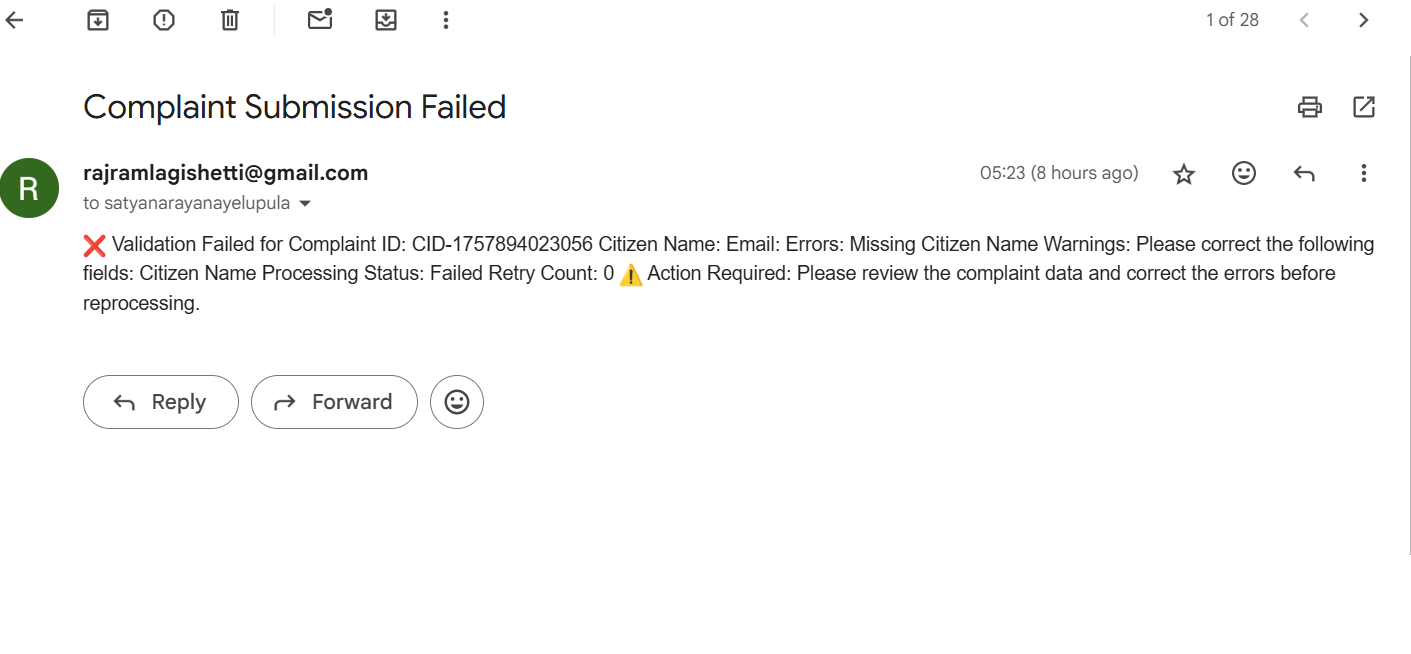 1 of 28
Complaint Submission Failed
R
rajramlagishetti@gmail.com
05:23 (8 hours ago)
to satyanarayanayelupula
❌ Validation Failed for Complaint ID: CID-1757894023056 Citizen Name: Email: Errors: Missing Citizen Name Warnings: Please correct the following
fields: Citizen Name Processing Status: Failed Retry Count: 0 ⚠️ Action Required: Please review the complaint data and correct the errors before
reprocessing.
Reply
Forward